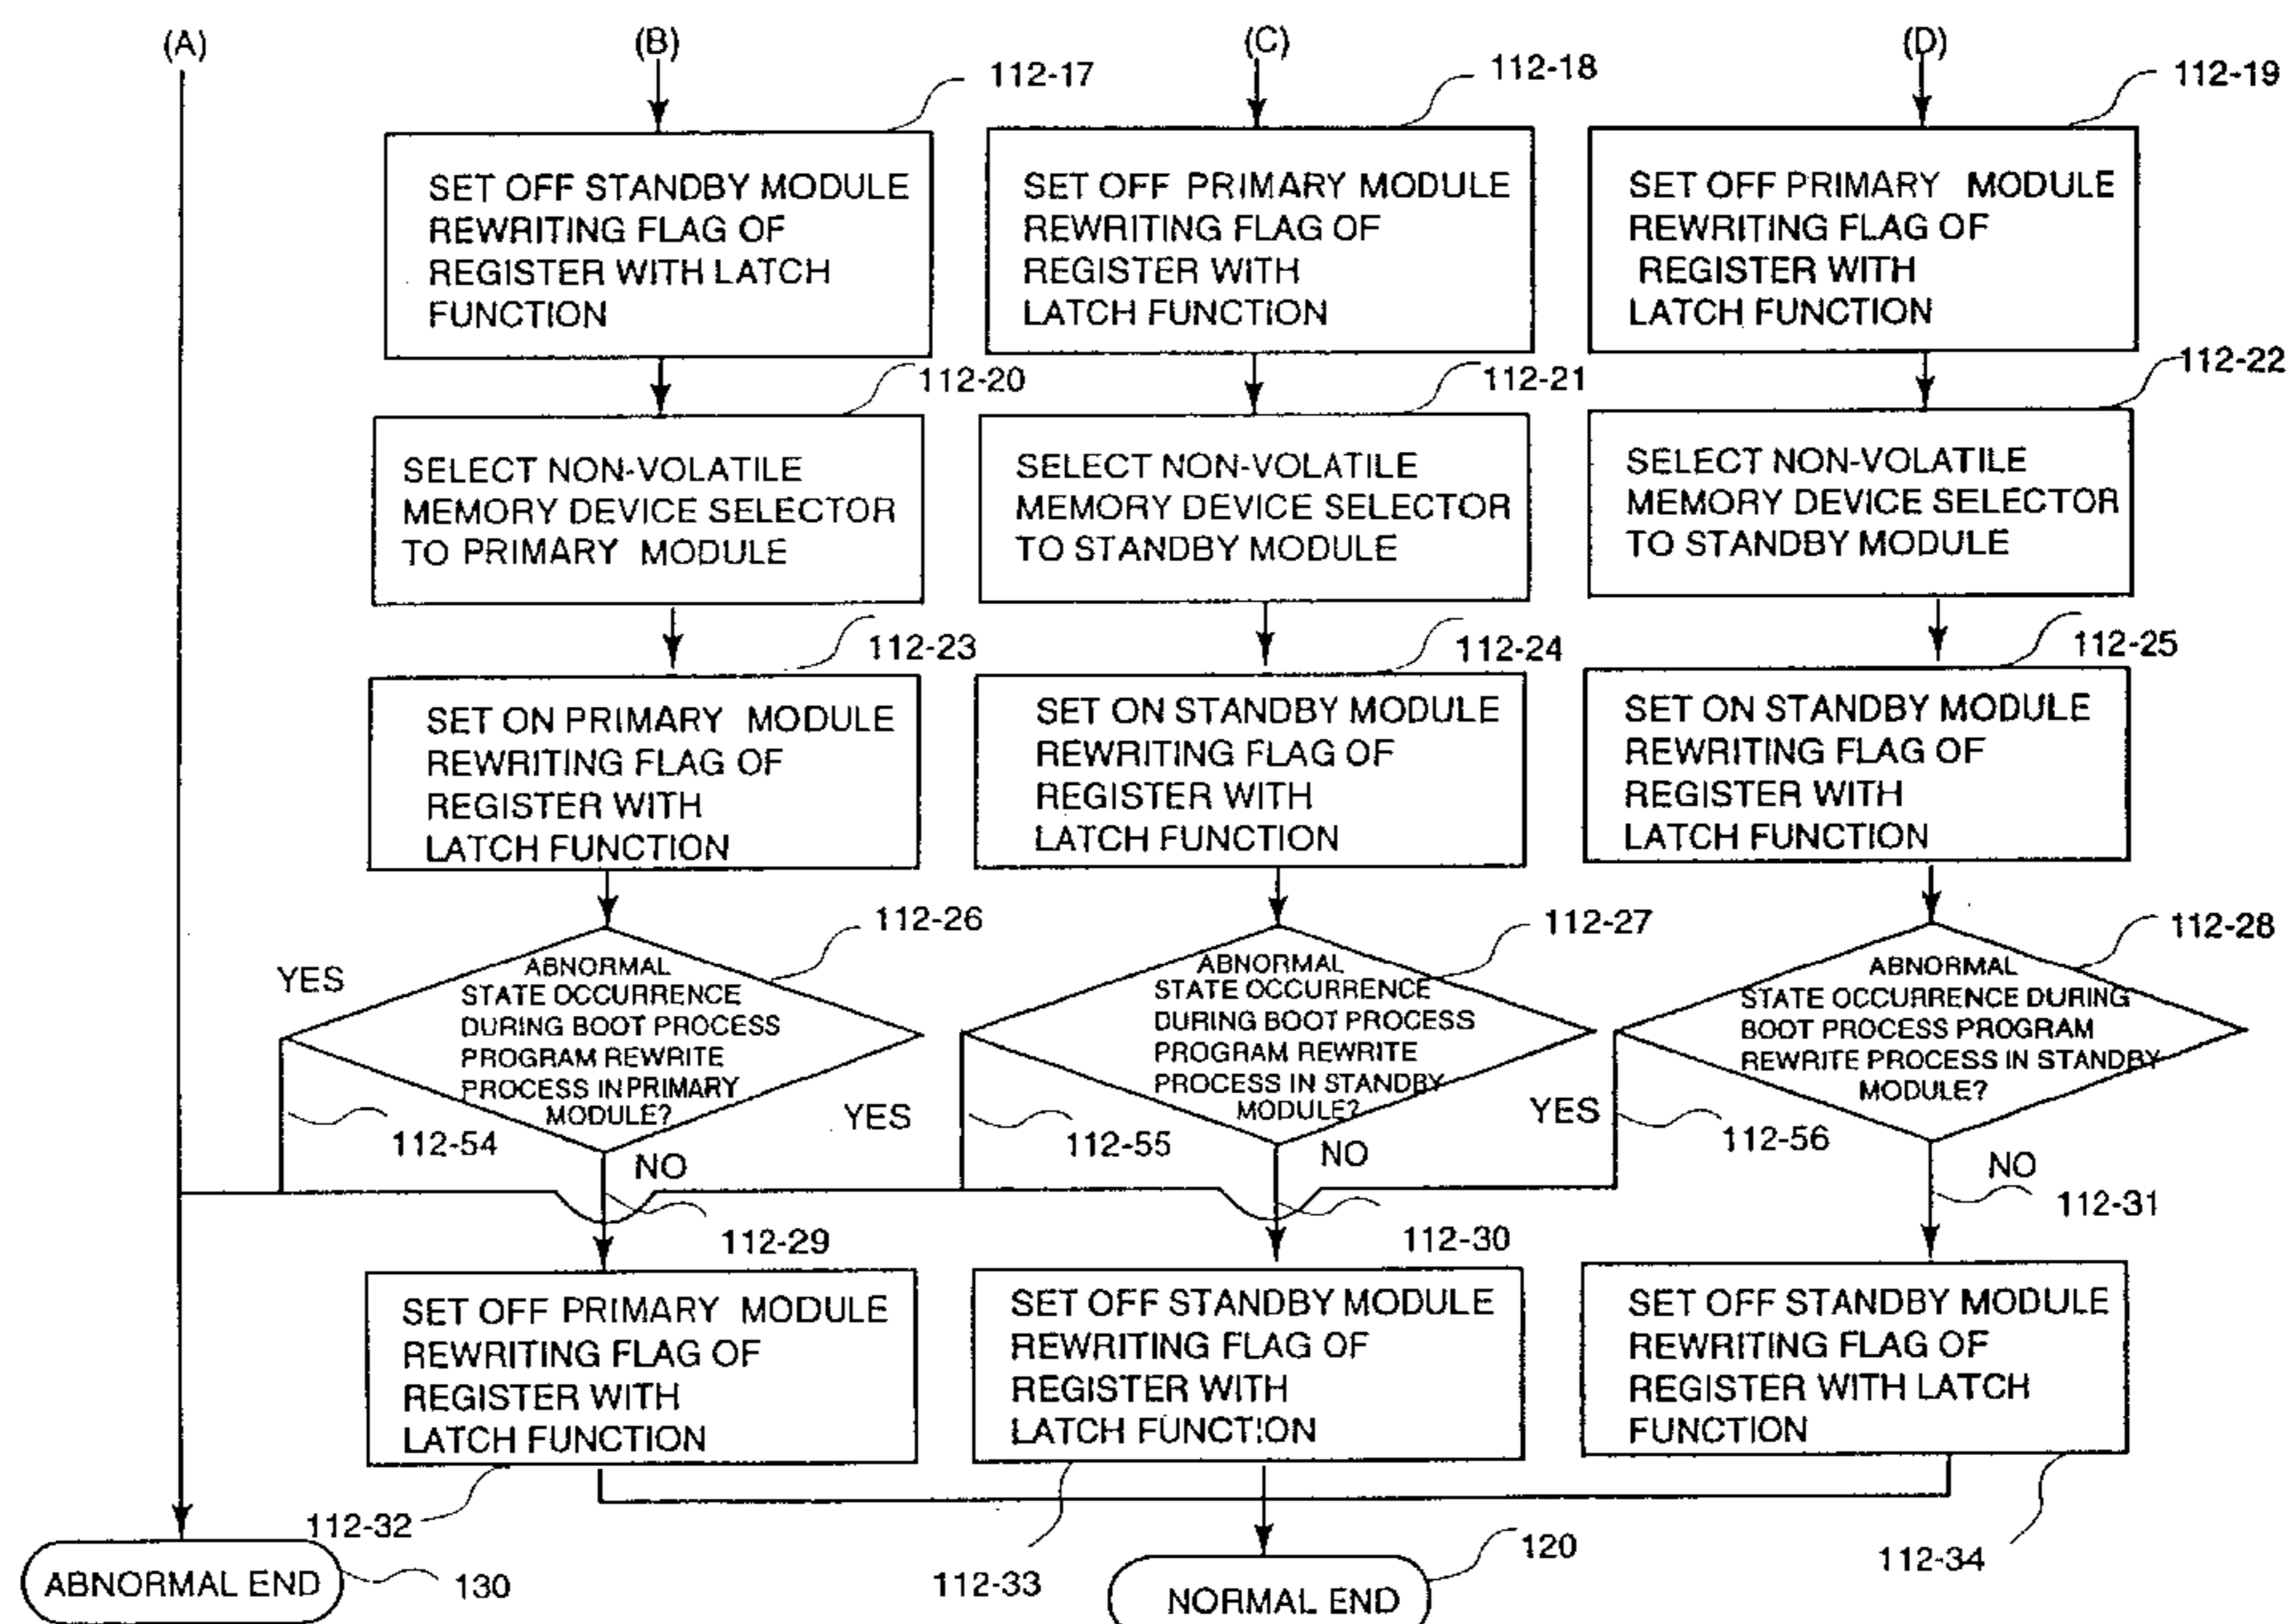 (A)
(B)
(C)
(D)
112-17
112-18
112-19
SET OFF STANDBY MODULE
REWRITING FLAG OF
REGISTER WITH LATCH
FUNCTION
SET OFF PRIMARY MODULE
REWRITING FLAG OF
REGISTER WITH
LATCH FUNCTION
SET OFF PRIMARY MODULE
REWRITING FLAG OF
REGISTER WITH
LATCH FUNCTION
112-20
112-21
112-22
SELECT NON-VOLATILE
MEMORY DEVICE SELECTOR
TO PRIMARY MODULE
SELECT NON-VOLATILE
MEMORY DEVICE SELECTOR
TO STANDBY MODULE
SELECT NON-VOLATILE
MEMORY DEVICE SELECTOR
TO STANDBY MODULE
112-23
112-24
112-25
SET ON PRIMARY MODULE
REWRITING FLAG OF
REGISTER WITH
LATCH FUNCTION
SET ON STANDBY MODULE
REWRITING FLAG OF
REGISTER WITH
LATCH FUNCTION
SET ON STANDBY MODULE
REWRITING FLAG OF
REGISTER WITH
LATCH FUNCTION
112-26
112-27
112-28
YES
ABNORMAL
STATE OCCURRENCE
DURING BOOT PROCESS
PROGRAM REWRITE
PROCESS IN PRIMARY
MODULE?
YES
ABNORMAL
STATE OCCURRENCE
DURING BOOT PROCESS
PROGRAM REWRITE
PROCESS IN STANDBY
MODULE?
YES
ABNORMAL
STATE OCCURRENCE DURING
BOOT PROCESS PROGRAM
REWRITE PROCESS IN STANDBY
MODULE?
112-54
NO
112-55
NO
112-56
NO
112-29
112-30
112-31
SET OFF PRIMARY MODULE
REWRITING FLAG OF
REGISTER WITH
LATCH FUNCTION
SET OFF STANDBY MODULE
REWRITING FLAG OF
REGISTER WITH
LATCH FUNCTION
SET OFF STANDBY MODULE
REWRITING FLAG OF
REGISTER WITH LATCH
FUNCTION
112-32
112-33
112-34
ABNORMAL END
130
NORMAL END
120